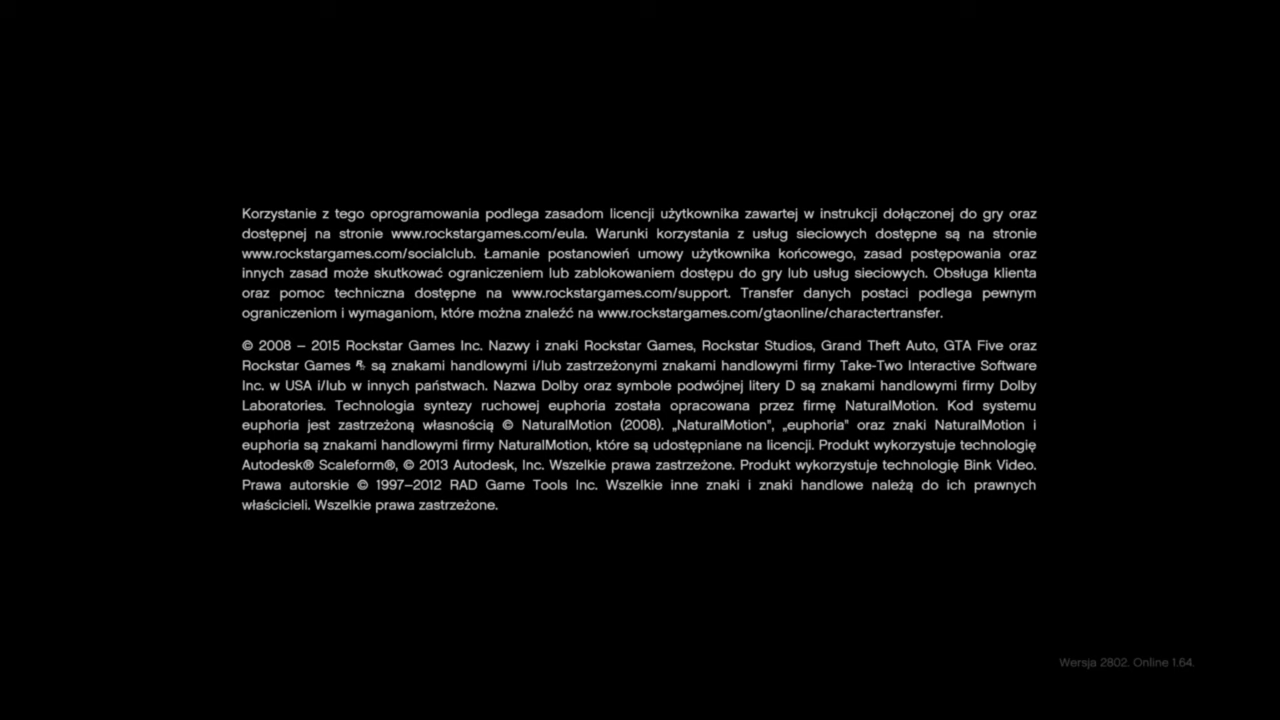 Korzystanie z tego oprogramowania podlega zasadom licencji użytkownika zawartej w instrukcji dołączonej do gry oraz
dostępnej na stronie www.rockstargames.com/eula. Warunki korzystania z usług sieciowych dostępne są na stronie
www.rockstargames.com/socialclub. Łamanie postanowień umowy użytkownika końcowego, zasad postępowania oraz
innych zasad może skutkować ograniczeniem lub zablokowaniem dostępu do gry lub usług sieciowych. Obsługa klienta
oraz pomoc techniczna dostępne na www.rockstargames.com/support. Transfer danych postaci podlega pewnym
ograniczeniom i wymaganiom, które można znaleźć na www.rockstargames.com/gtaonline/charactertransfer.
© 2008 – 2015 Rockstar Games Inc. Nazwy i znaki Rockstar Games, Rockstar Studios, Grand Theft Auto, GTA Five oraz
Rockstar Games R* są znakami handlowymi i/lub zastrzeżonymi znakami handlowymi firmy Take-Two Interactive Software
Inc. w USA i/lub w innych państwach. Nazwa Dolby oraz symbole podwójnej litery D są znakami handlowymi firmy Dolby
Laboratories. Technologia syntezy ruchowej euphoria została opracowana przez firmę NaturalMotion. Kod systemu
euphoria jest zastrzeżoną własnością © NaturalMotion (2008). „NaturalMotion", „euphoria" oraz znaki NaturalMotion i
euphoria są znakami handlowymi firmy NaturalMotion, które są udostępniane na licencji. Produkt wykorzystuje technologię
Autodesk® Scaleform®, © 2013 Autodesk, Inc. Wszelkie prawa zastrzeżone. Produkt wykorzystuje technologię Bink Video.
Prawa autorskie © 1997–2012 RAD Game Tools Inc. Wszelkie inne znaki i znaki handlowe należą do ich prawnych
właścicieli. Wszelkie prawa zastrzeżone.
Wersja 2802. Online 1.64.